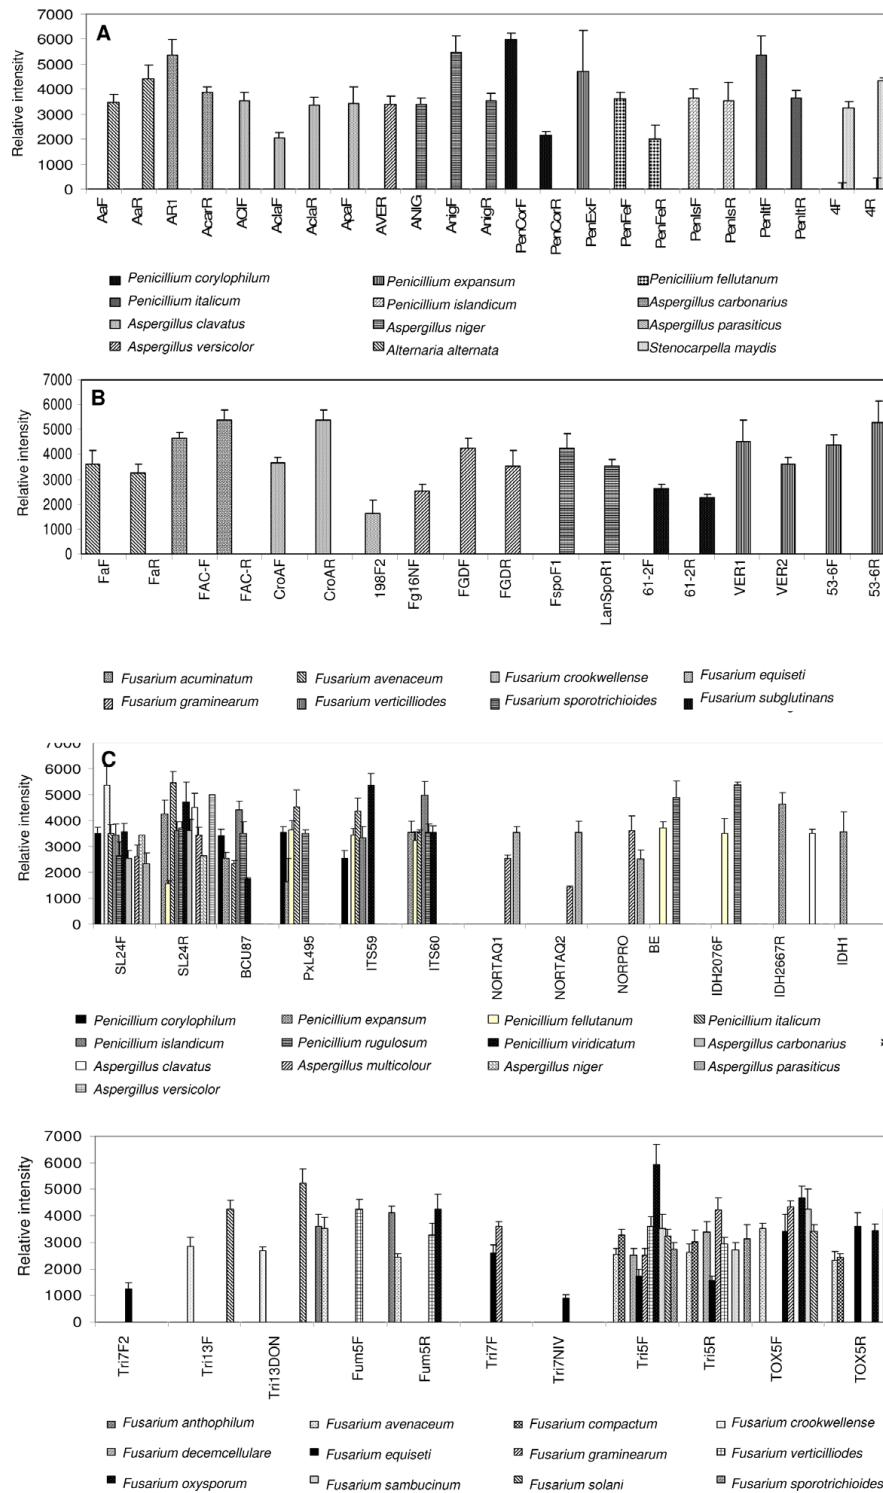 A
7000
6000
5000
4000
3000
2000
1000
0
Relative intensity
AaF AaR AR1 AcarR AClF AclaF AclaR ApaF AVER ANIG AnigF AnigR PenCorF PenCorR PenExF PenFeF PenFeR PenIsF PenIsR PenItF PenItR 4F 4R
Penicillium corylophilum Penicillium expansum Peniciliium fellutanum
Penicillium italicum Penicillium islandicum Aspergillus carbonarius
Aspergillus clavatus Aspergillus niger Aspergillus parasiticus
Aspergillus versicolor Alternaria alternata Stenocarpella maydis
B
7000
6000
5000
4000
3000
2000
1000
0
Relative intensity
FaF FaR FAC-F FAC-R CroAF CroAR 198F2 Fg16NF FGDF FGDR FspoF1 LanSpoR1 61-2F 61-2R VER1 VER2 53-6F 53-6R
Fusarium acuminatum Fusarium avenaceum Fusarium crookwellense Fusarium equiseti
Fusarium graminearum Fusarium verticilliodes Fusarium sporotrichioides Fusarium subglutinans
C
7000
6000
5000
4000
3000
2000
1000
0
Relative intensity
SL24F SL24R BCU87 PxL495 ITS59 ITS60 NORTAQ1 NORTAQ2 NORPRO BE IDH2076F IDH2667R IDH1
Penicillium corylophilum Penicillium expansum Penicillium fellutanum Penicillium italicum
Penicillium islandicum Penicillium rugulosum Penicillium viridicatum Aspergillus carbonarius
Aspergillus clavatus Aspergillus multicolour Aspergillus niger Aspergillus parasiticus
Aspergillus versicolor
7000
6000
5000
4000
3000
2000
1000
0
Relative intensity
Tri7F2 Tri13F Tri13DON Fum5F Fum5R Tri7F Tri7NIV Tri5F Tri5R TOX5F TOX5R
Fusarium anthophilum Fusarium avenaceum Fusarium compactum Fusarium crookwellense
Fusarium decemcellulare Fusarium equiseti Fusarium graminearum Fusarium verticilliodes
Fusarium oxysporum Fusarium sambucinum Fusarium solani Fusarium sporotrichioides